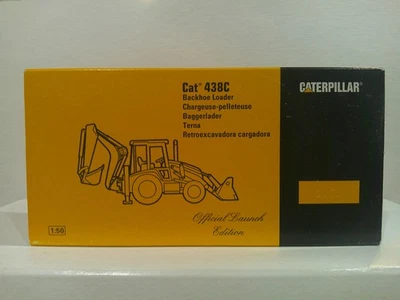 Cat® 438C
Backhoe Loader
Chargeuse-pelleteuse
Baggerlader
Terna
Retroexcavadora cargadora
CATERPILLAR®
Official Launch
Edition
1:50